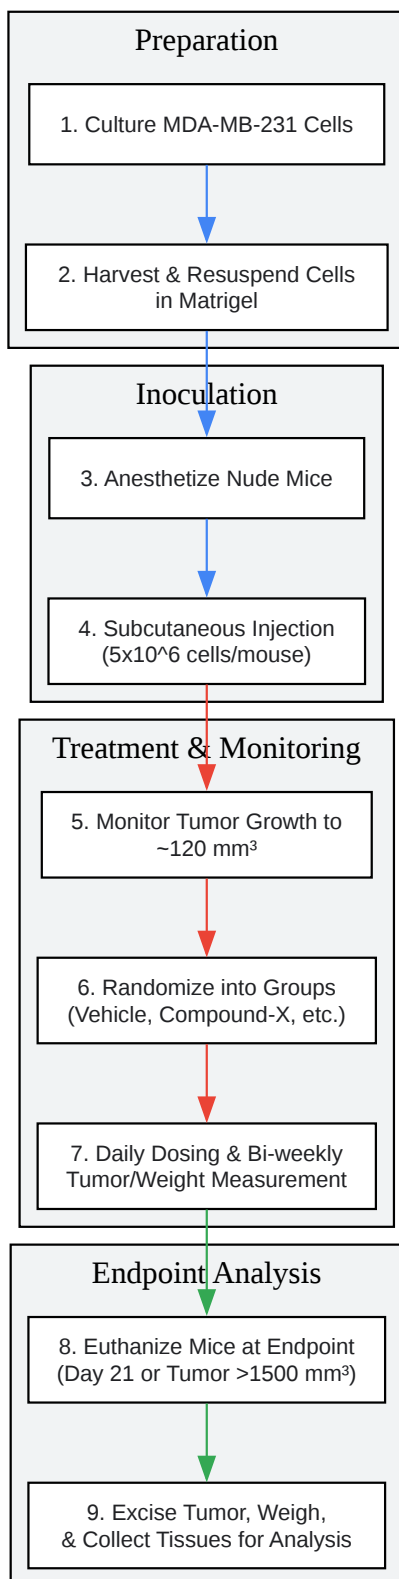 Preparation
1. Culture MDA-MB-231 Cells
2. Harvest & Resuspend Cells
in Matrigel
Inoculation
3. Anesthetize Nude Mice
4. Subcutaneous Injection
(5x10^6 cells/mouse)
Treatment & Monitoring
5. Monitor Tumor Growth to
~120 mm³
6. Randomize into Groups
(Vehicle, Compound-X, etc.)
7. Daily Dosing & Bi-weekly
Tumor/Weight Measurement
Endpoint Analysis
8. Euthanize Mice at Endpoint
(Day 21 or Tumor >1500 mm³)
9. Excise Tumor, Weigh,
& Collect Tissues for Analysis